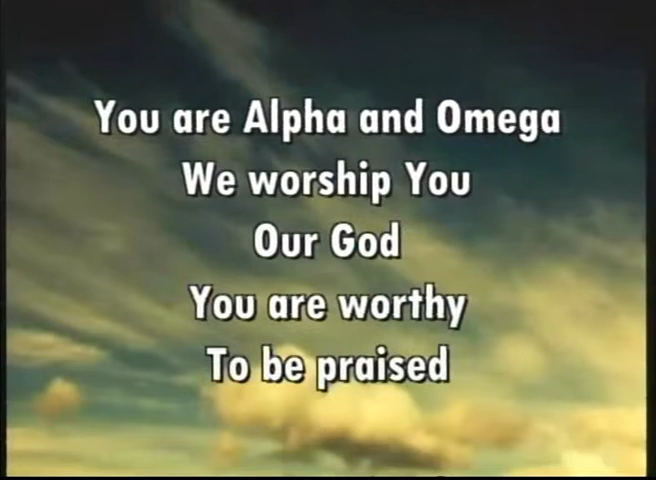 You are Alpha and Omega
We worship You
Our God
You are worthy
To be praised